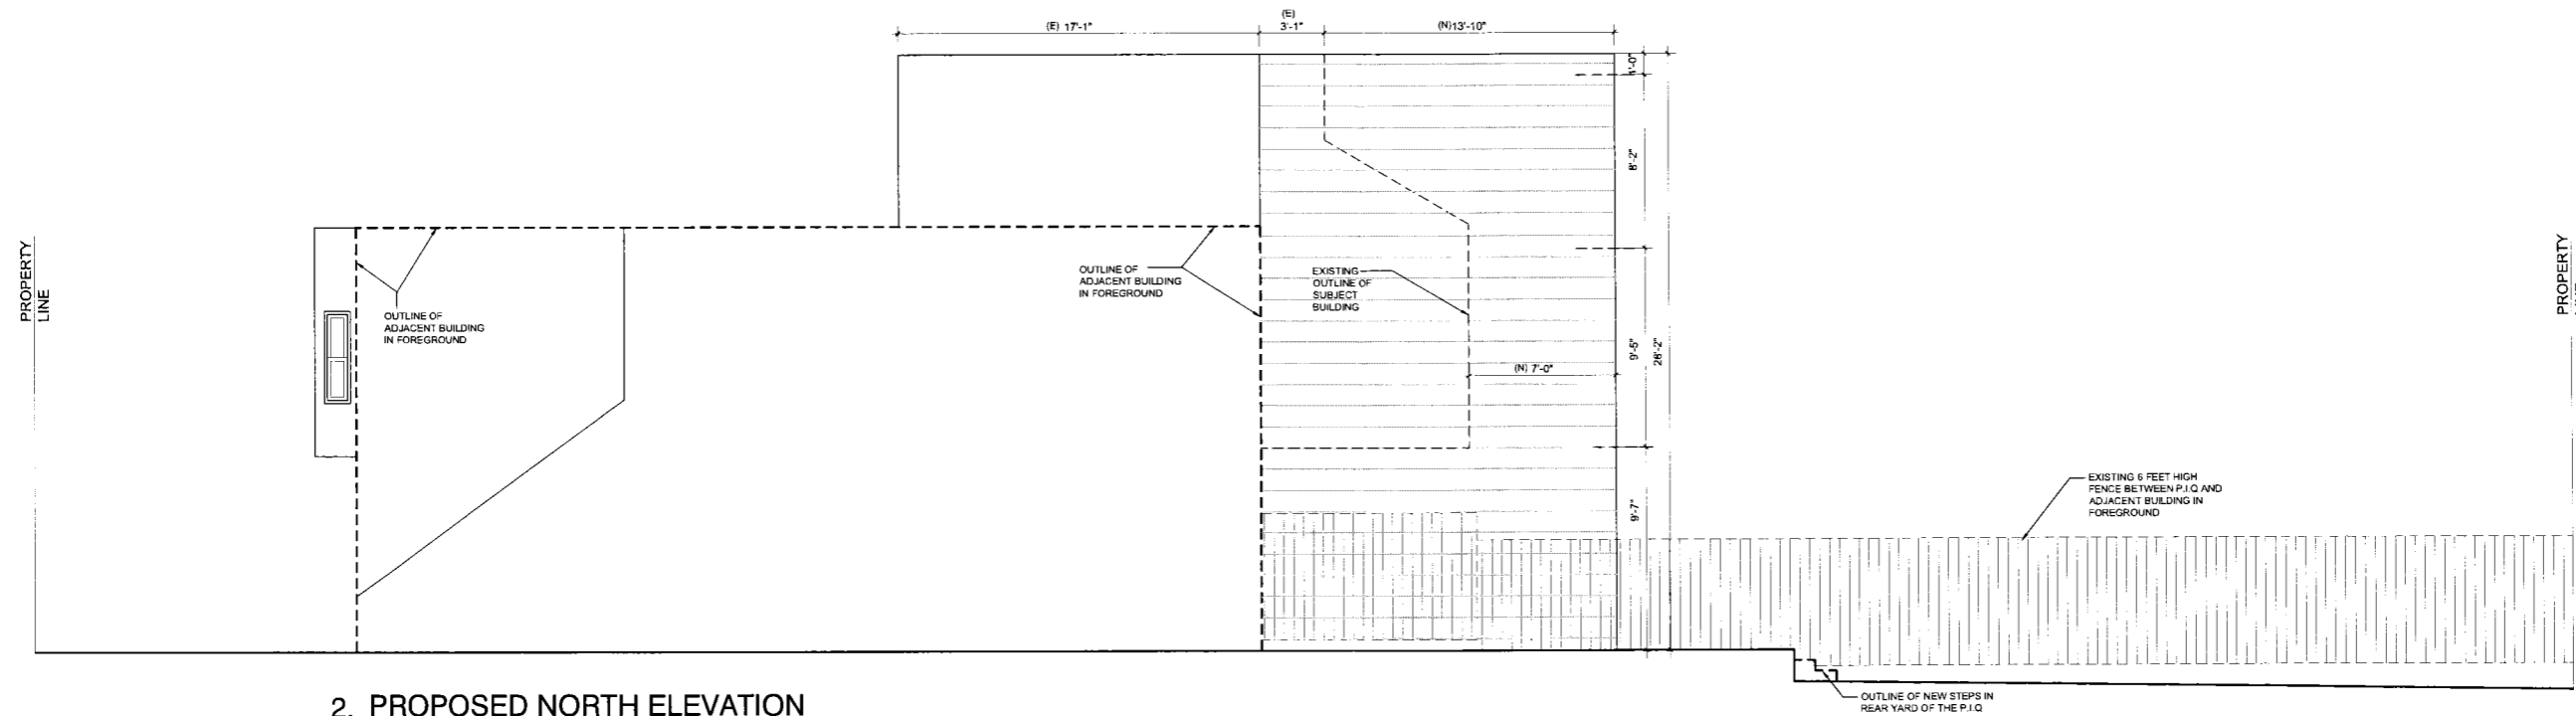 (E)
(E) 17'-1"
3'-1"
(N)13'-10"
1'-0"
8'-2"
PROPERTY
LINE
PROPERTY
OUTLINE OF
ADJACENT BUILDING
IN FOREGROUND
EXISTING
OUTLINE OF
SUBJECT
BUILDING
OUTLINE OF
ADJACENT BUILDING
IN FOREGROUND
9'-5"
28'-2"
(N) 7'-0"
EXISTING 6 FEET HIGH
FENCE BETWEEN P.I.Q AND
ADJACENT BUILDING IN
FOREGROUND
9'-7"
2. PROPOSED NORTH ELEVATION
OUTLINE OF NEW STEPS IN
REAR YARD OF THE P.I.Q